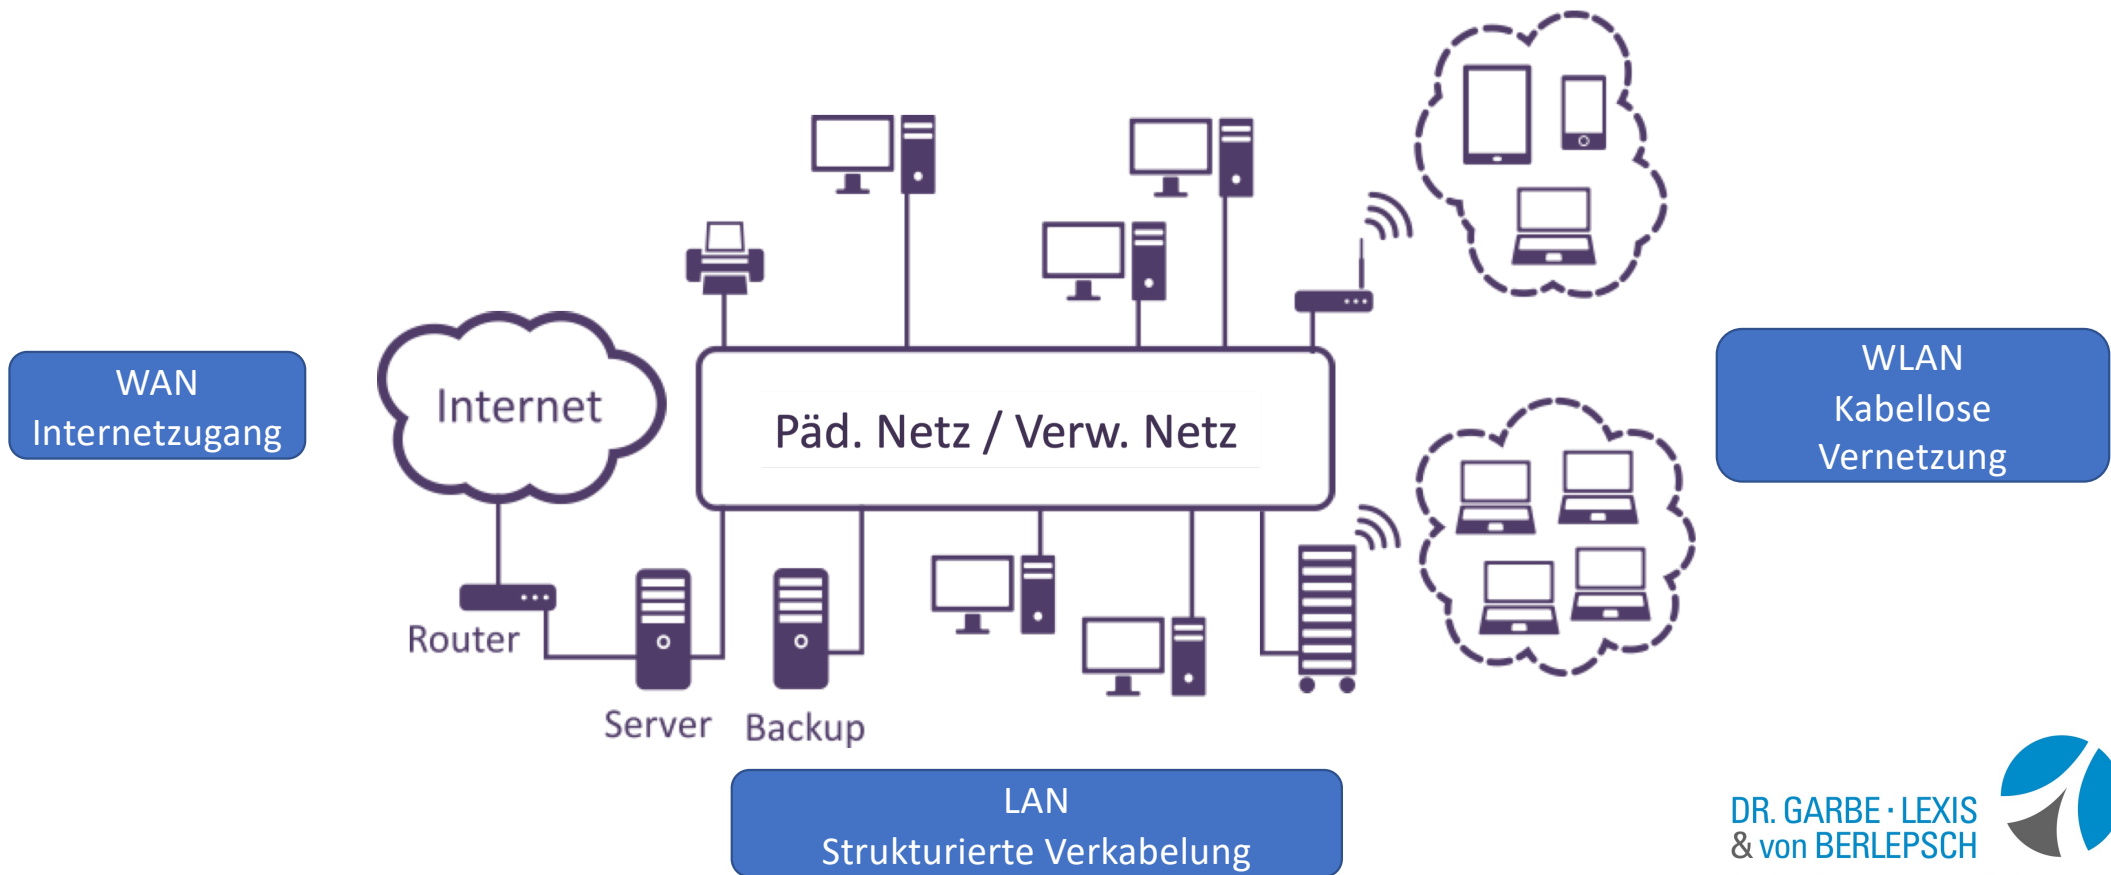 WAN
Internetzugang
Internet
Päd. Netz / Verw. Netz
WLAN
Kabellose
Vernetzung
Router
Server
Backup
LAN
Strukturierte Verkabelung
DR. GARBE · LEXIS
& von BERLEPSCH